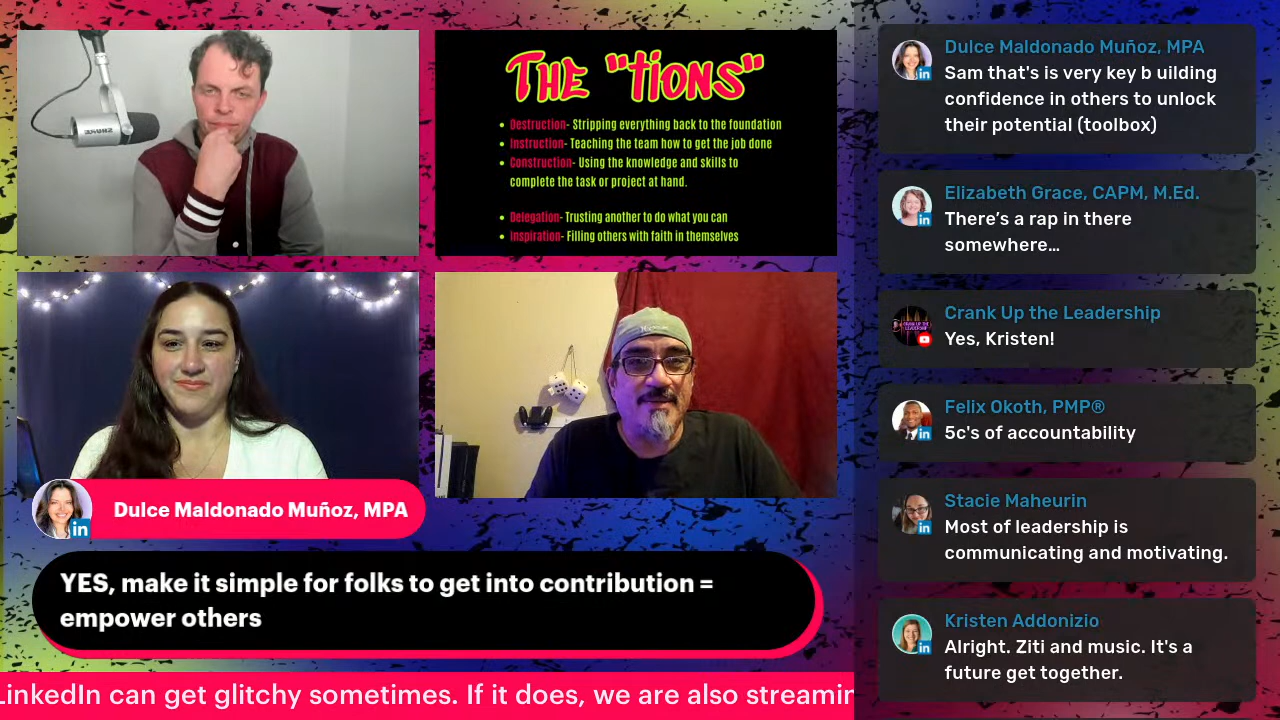 THE "TIONS"
• Destruction- Stripping everything back to the foundation
• Instruction- Teaching the team how to get the job done
• Construction- Using the knowledge and skills to
complete the task or project at hand.
• Delegation- Trusting another to do what you can
• Inspiration- Filling others with faith in themselves
Dulce Maldonado Muñoz, MPA
YES, make it simple for folks to get into contribution =
empower others
LinkedIn can get glitchy sometimes. If it does, we are also streamin
Dulce Maldonado Muñoz, MPA
Sam that's is very key b uilding
confidence in others to unlock
their potential (toolbox)
Elizabeth Grace, CAPM, M.Ed.
There’s a rap in there
somewhere…
Crank Up the Leadership
Yes, Kristen!
Felix Okoth, PMP®
5c's of accountability
Stacie Maheurin
Most of leadership is
communicating and motivating.
Kristen Addonizio
Alright. Ziti and music. It's a
future get together.